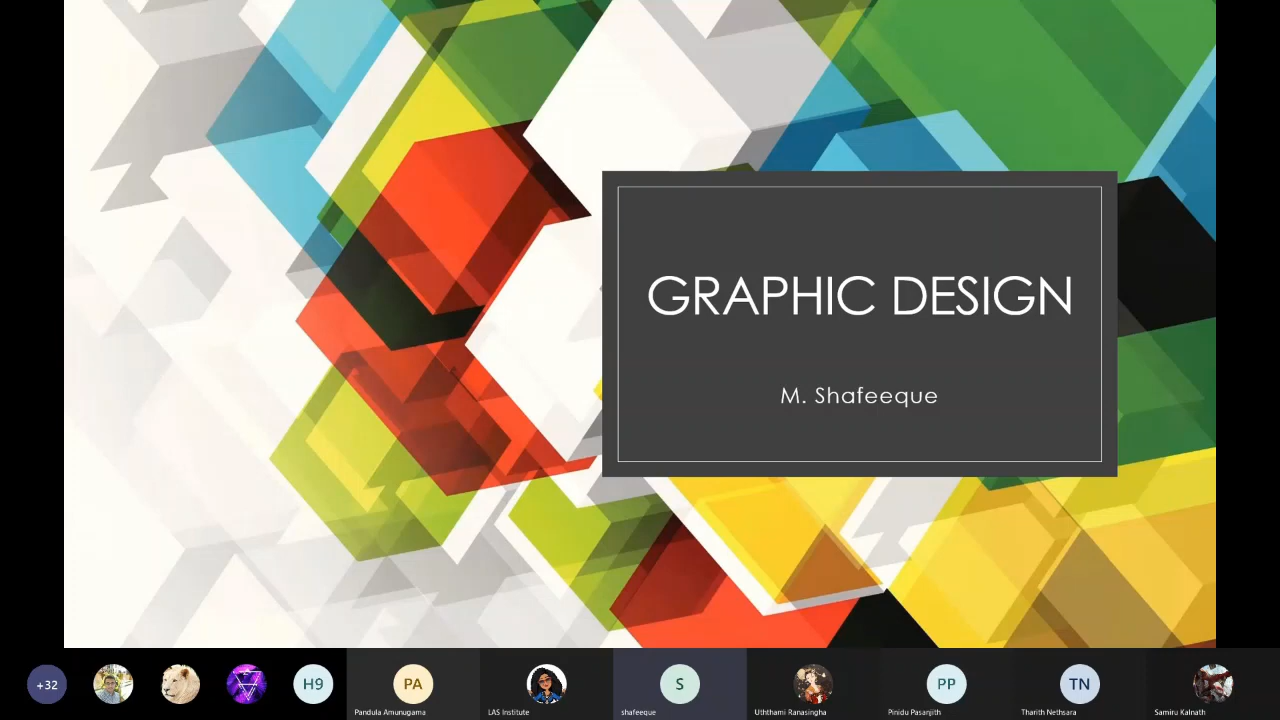 GRAPHIC DESIGN
M. Shafeeque
+32
H9
PA
S
PP
TN
Pandula Amunugama
LAS Institute
shafeeque
Uththami Ranasingha
Pinidu Pasanjith
Tharith Nethsara
Samiru Kalnath